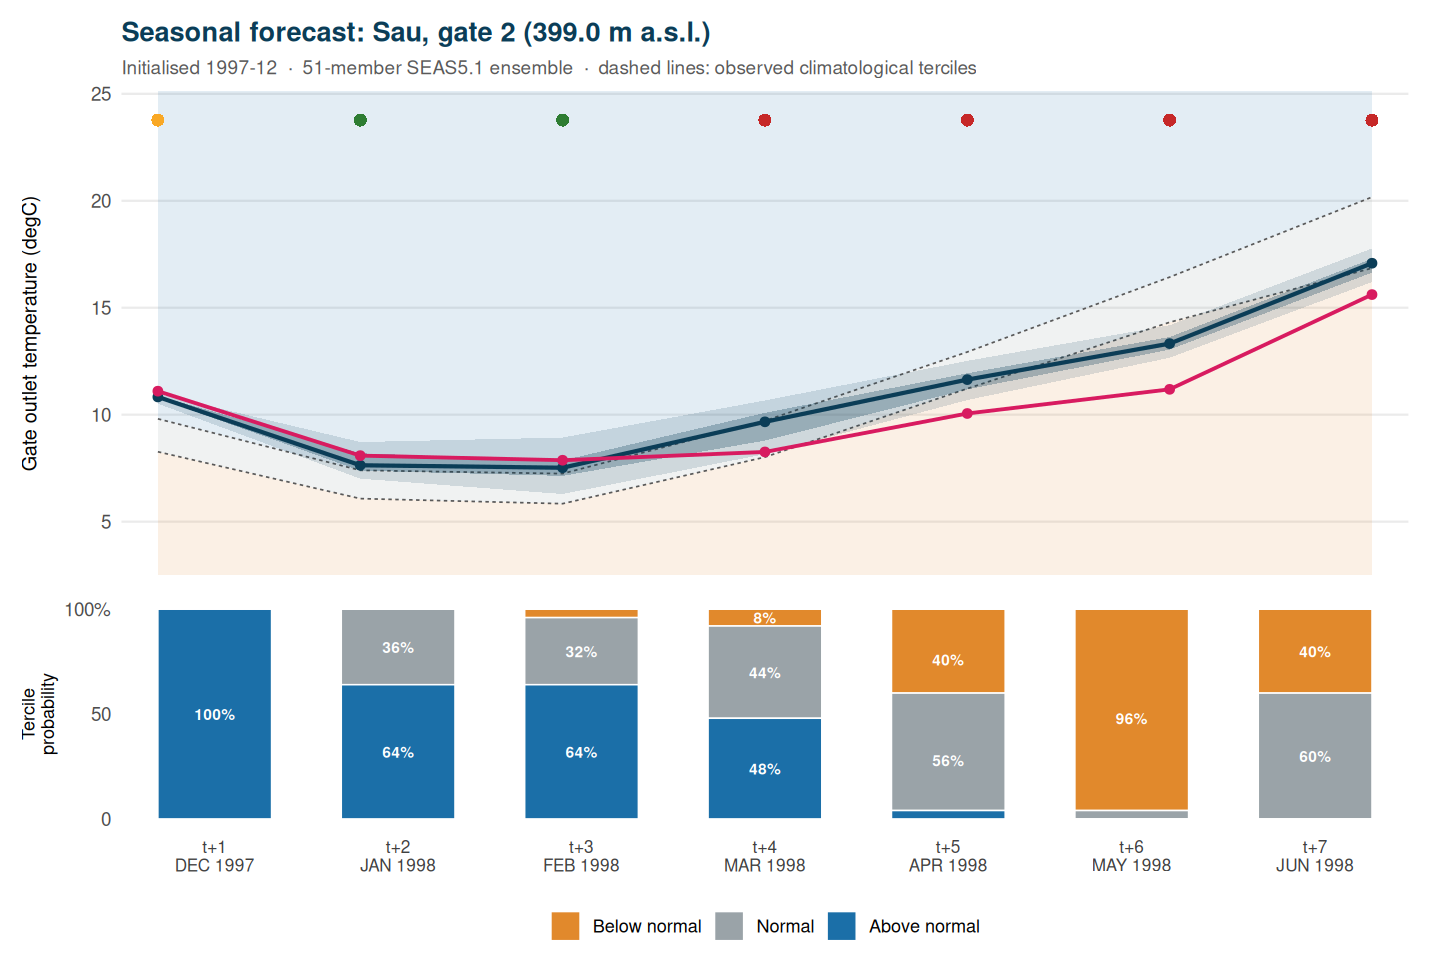 Seasonal forecast: Sau, gate 2 (399.0 m a.s.l.)
Initialised 1997-12 · 51-member SEAS5.1 ensemble · dashed lines: observed climatological terciles
Gate outlet temperature (degC)
25
20
15
10
5
Tercile
probability
100%
50
0
100%
36%
64%
32%
64%
8%
44%
48%
40%
56%
96%
40%
60%
t+1
DEC 1997
t+2
JAN 1998
t+3
FEB 1998
t+4
MAR 1998
t+5
APR 1998
t+6
MAY 1998
t+7
JUN 1998
Below normal
Normal
Above normal